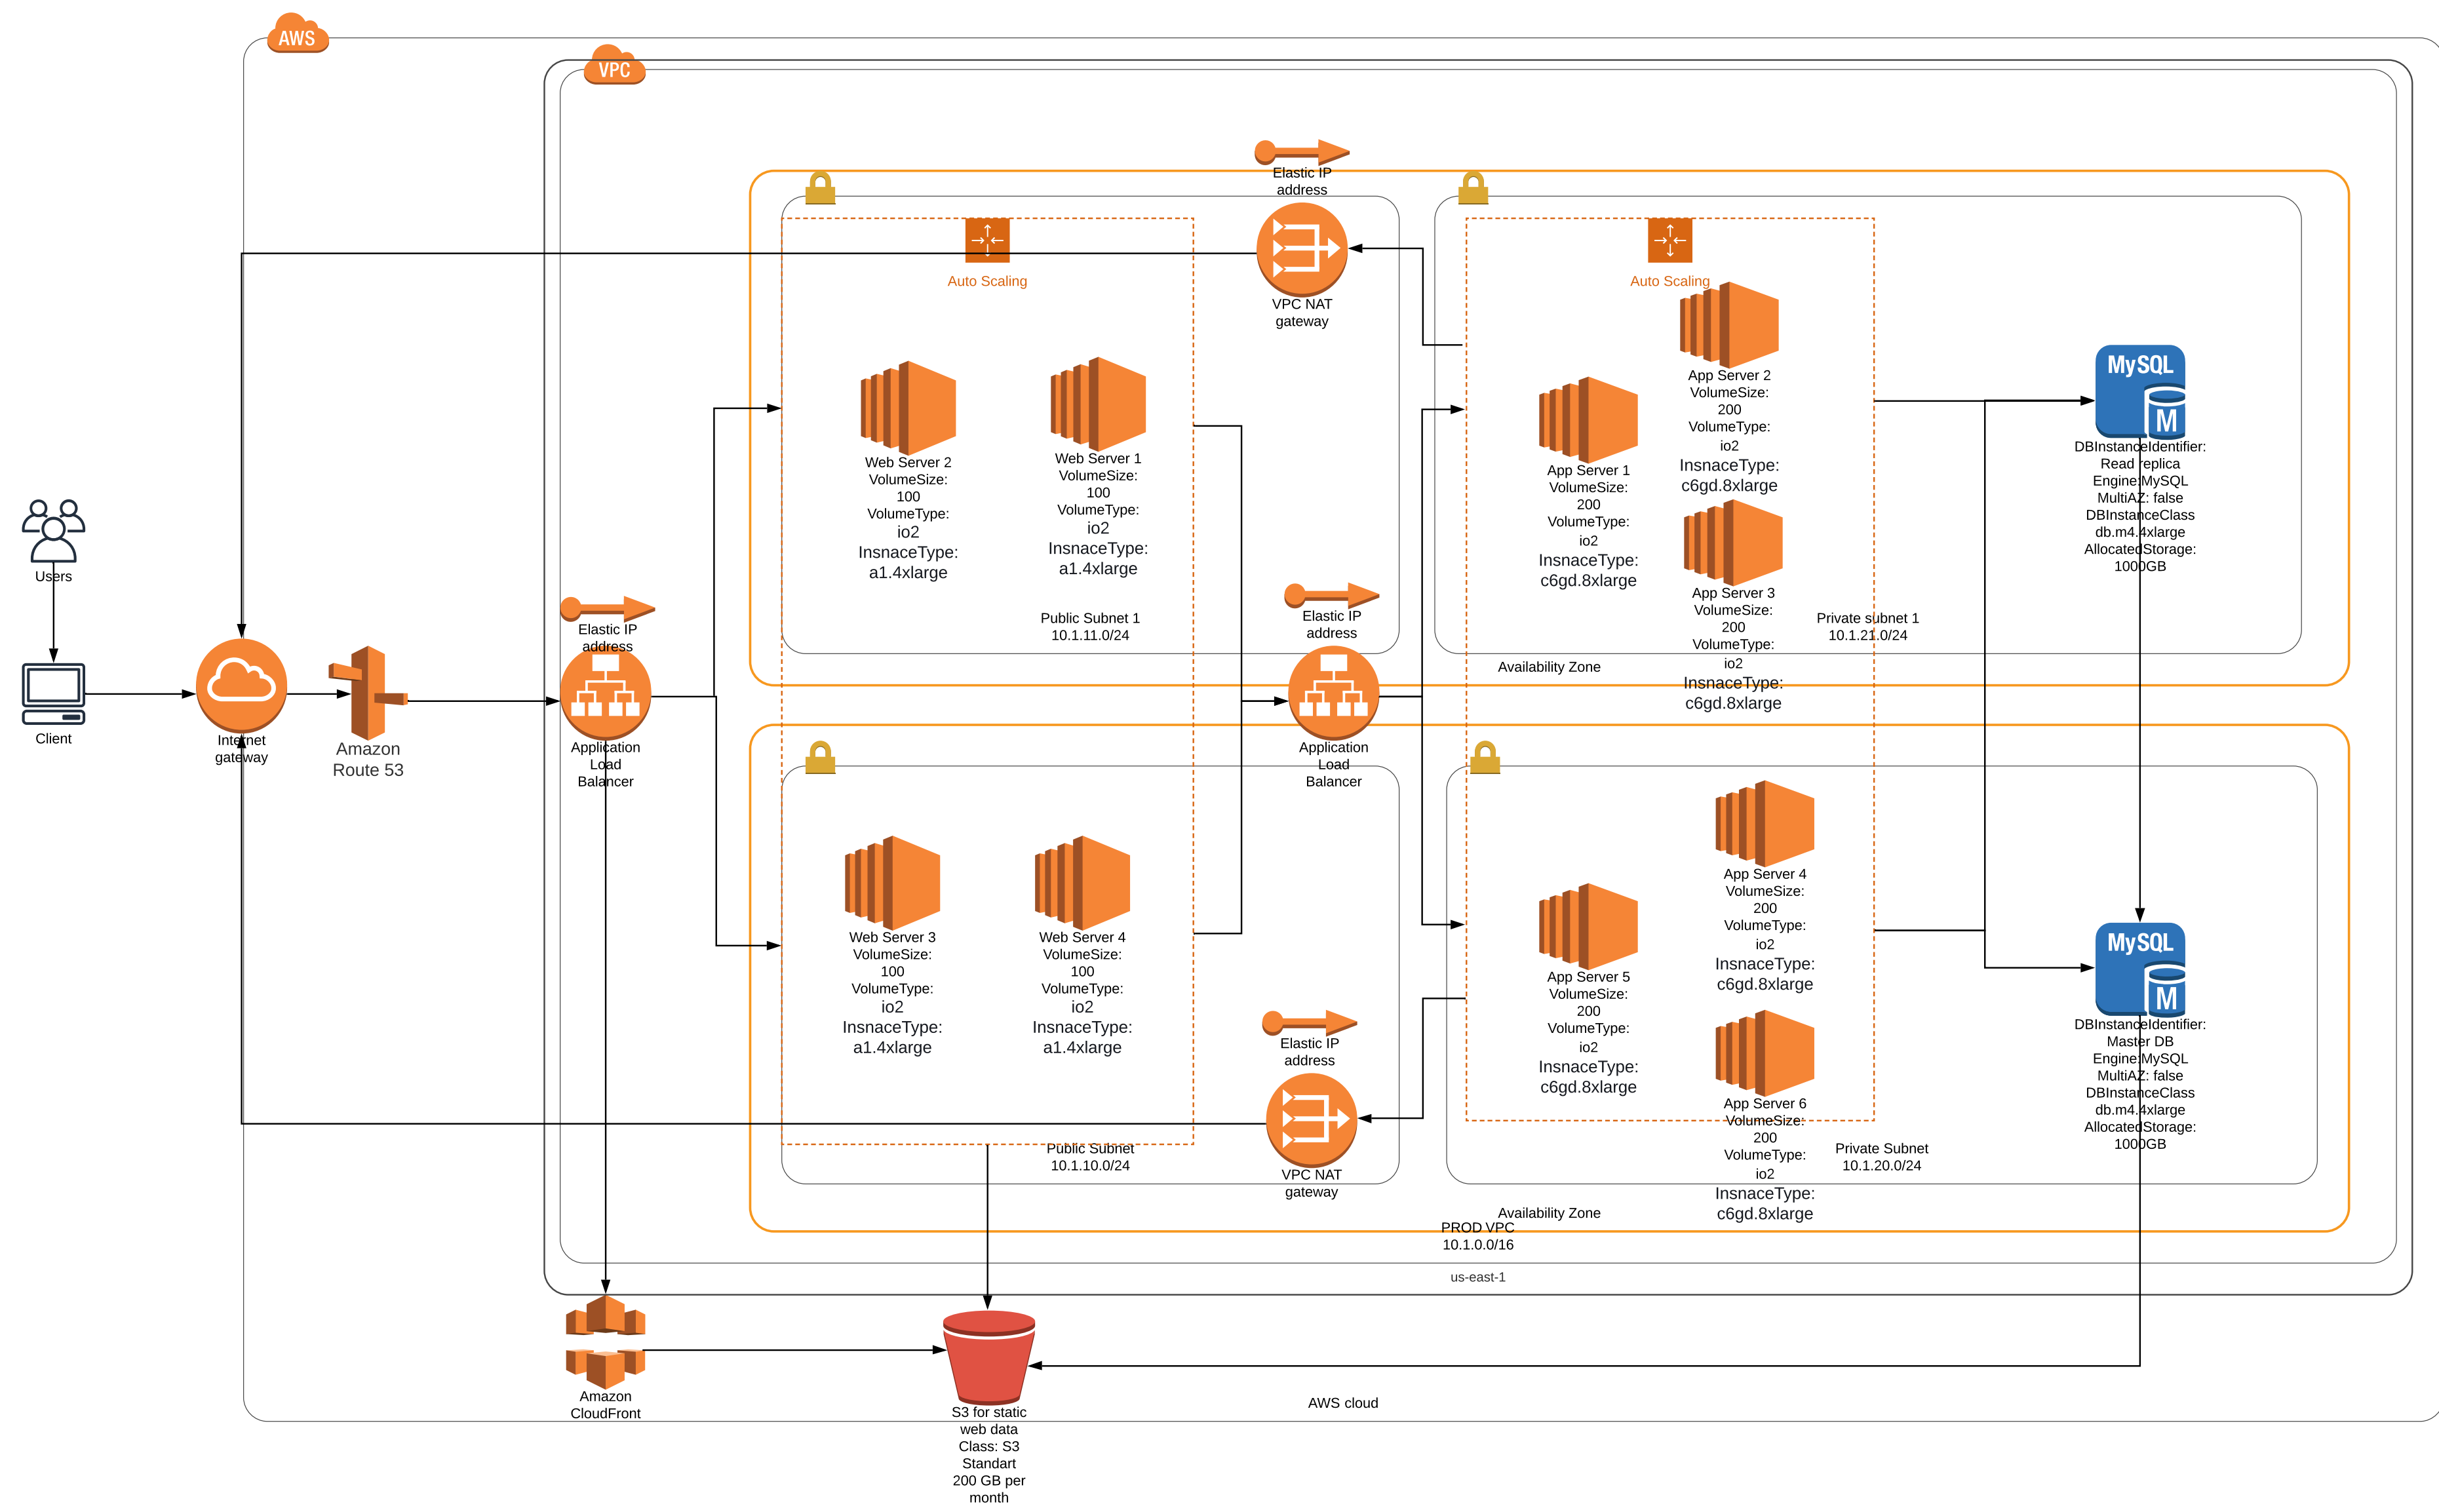 AWS
VPC
Elastic IP
address
VPC NAT
gateway
Auto Scaling
Auto Scaling
Web Server 2
VolumeSize:
100
VolumeType:
io2
InsnaceType:
a1.4xlarge
Web Server 1
VolumeSize:
100
VolumeType:
io2
InsnaceType:
a1.4xlarge
Public Subnet 1
10.1.11.0/24
App Server 2
VolumeSize:
200
VolumeType:
io2
InsnaceType:
c6gd.8xlarge
App Server 1
VolumeSize:
200
VolumeType:
io2
InsnaceType:
c6gd.8xlarge
App Server 3
VolumeSize:
200
VolumeType:
io2
InsnaceType:
c6gd.8xlarge
Private subnet 1
10.1.21.0/24
Availability Zone
MySQL
M
DBInstanceIdentifier:
Read replica
Engine:MySQL
MultiAZ: false
DBInstanceClass
db.m4.4xlarge
AllocatedStorage:
1000GB
Users
Client
Internet
gateway
Amazon
Route 53
Elastic IP
address
Application
Load
Balancer
Elastic IP
address
Application
Load
Balancer
Web Server 3
VolumeSize:
100
VolumeType:
io2
InsnaceType:
a1.4xlarge
Web Server 4
VolumeSize:
100
VolumeType:
io2
InsnaceType:
a1.4xlarge
Public Subnet
10.1.10.0/24
Elastic IP
address
VPC NAT
gateway
App Server 4
VolumeSize:
200
VolumeType:
io2
InsnaceType:
c6gd.8xlarge
App Server 5
VolumeSize:
200
VolumeType:
io2
InsnaceType:
c6gd.8xlarge
App Server 6
VolumeSize:
200
VolumeType:
io2
InsnaceType:
c6gd.8xlarge
Private Subnet
10.1.20.0/24
MySQL
M
DBInstanceIdentifier:
Master DB
Engine:MySQL
MultiAZ: false
DBInstanceClass
db.m4.4xlarge
AllocatedStorage:
1000GB
Availability Zone
PROD VPC
10.1.0.0/16
us-east-1
Amazon
CloudFront
S3 for static
web data
Class: S3
Standart
200 GB per
month
AWS cloud